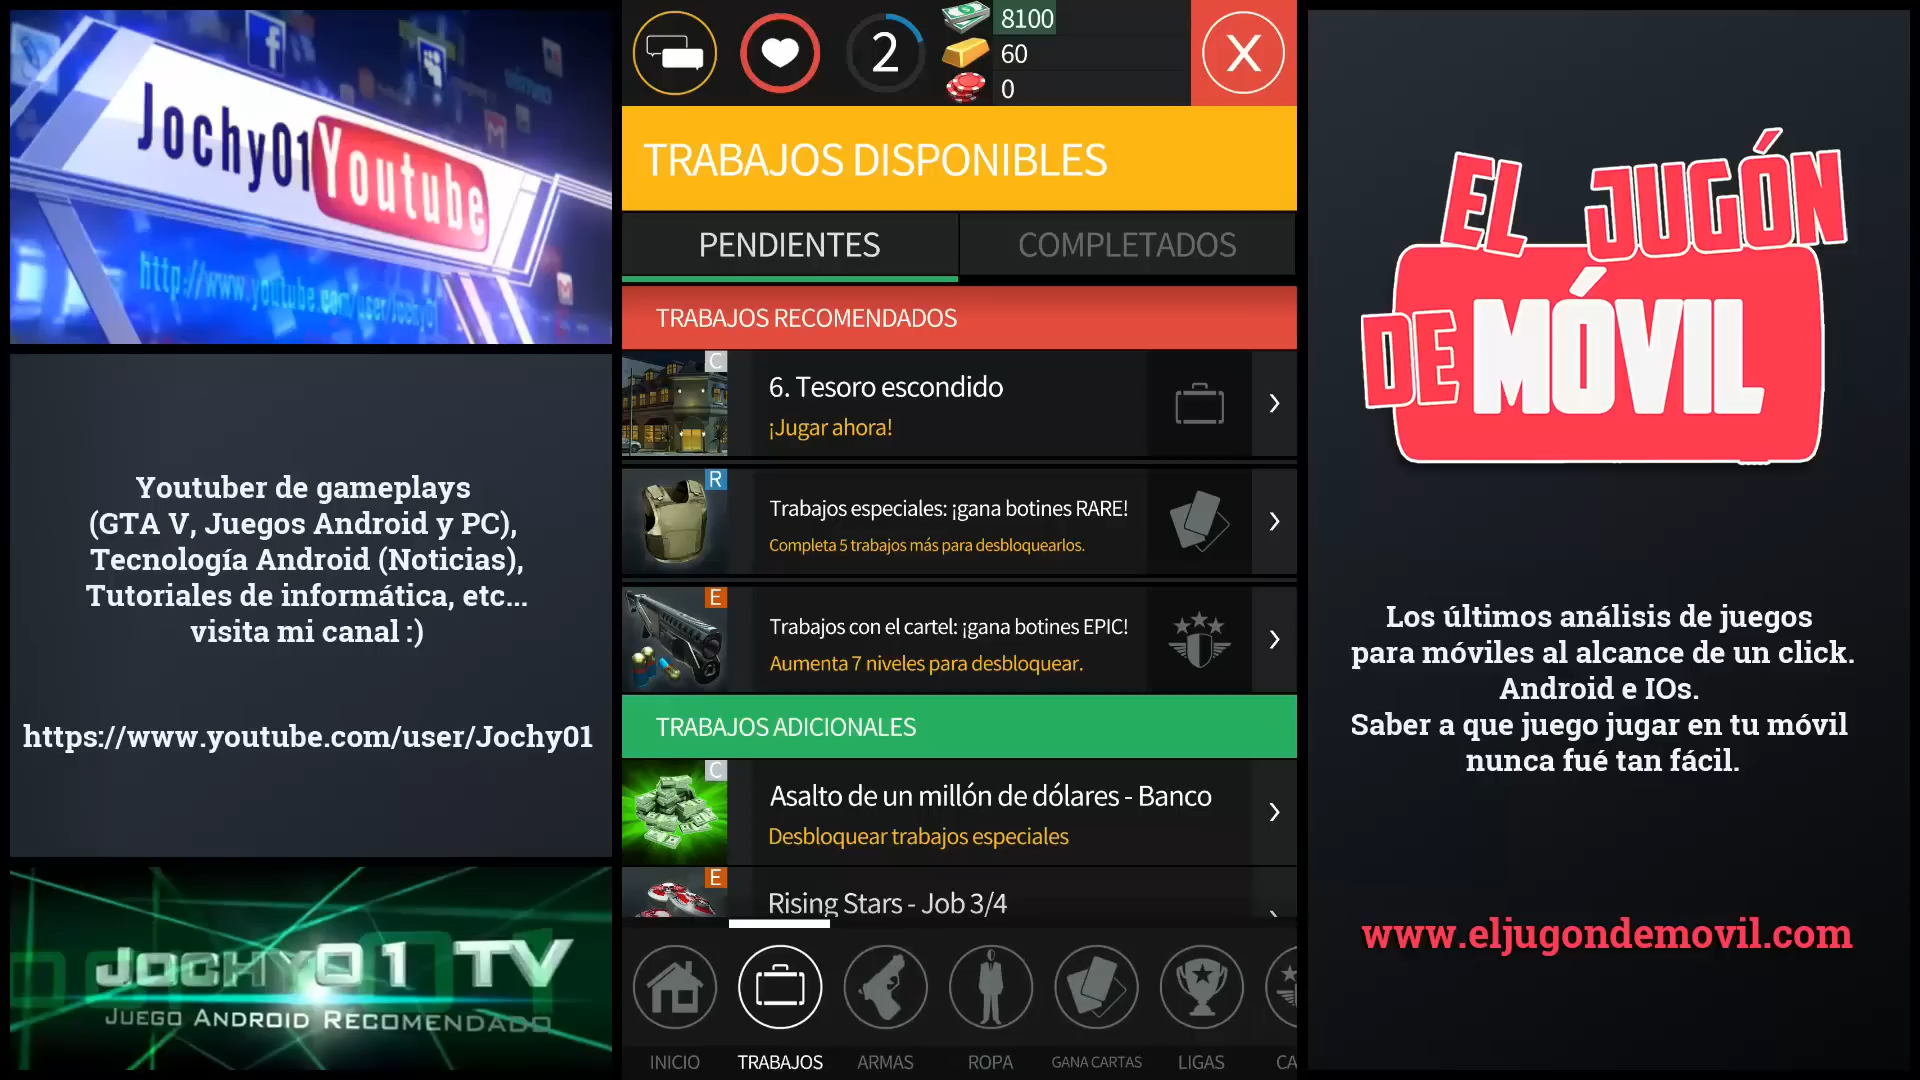 Jochy01 Youtube
http://www.youtube.com/user/Jochy01
Youtuber de gameplays
(GTA V, Juegos Android y PC),
Tecnología Android (Noticias),
Tutoriales de informática, etc...
visita mi canal :)
https://www.youtube.com/user/Jochy01
Jochy01 TV
Juego Android Recomendado
2
8100
60
0
X
TRABAJOS DISPONIBLES
PENDIENTES
COMPLETADOS
TRABAJOS RECOMENDADOS
C
6. Tesoro escondido
¡Jugar ahora!
R
Trabajos especiales: ¡gana botines RARE!
Completa 5 trabajos más para desbloquearlos.
E
Trabajos con el cartel: ¡gana botines EPIC!
Aumenta 7 niveles para desbloquear.
TRABAJOS ADICIONALES
C
Asalto de un millón de dólares - Banco
Desbloquear trabajos especiales
E
Rising Stars - Job 3/4
INICIO
TRABAJOS
ARMAS
ROPA
GANA CARTAS
LIGAS
CA
EL JUGÓN
DE MÓVIL
Los últimos análisis de juegos
para móviles al alcance de un click.
Android e IOs.
Saber a que juego jugar en tu móvil
nunca fué tan fácil.
www.eljugondemovil.com